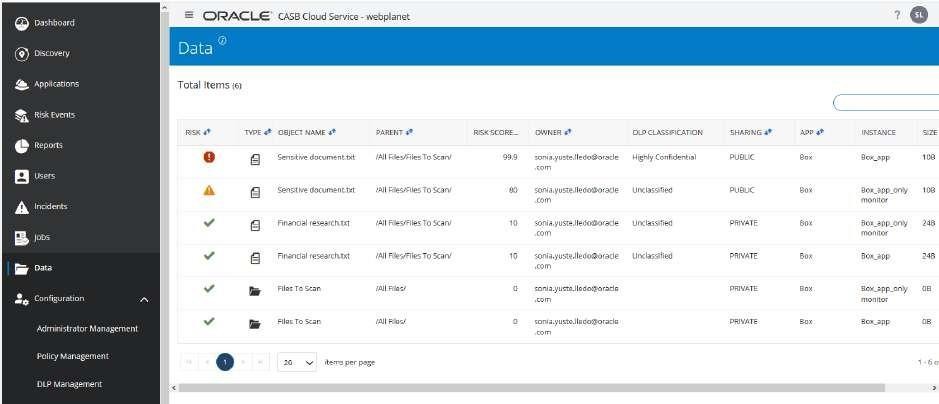 ORACLE CASB Cloud Service - webplanet
? SL
Dashboard
Discovery
Applications
Risk Events
Reports
Users
Incidents
Jobs
Data
Configuration
Administrator Management
Policy Management
DLP Management
Data
Total Items (6)
RISK TYPE OBJECT NAME PARENT RISK SCORE... OWNER DLP CLASSIFICATION SHARING APP INSTANCE SIZE
Sensitive document.txt /All Files/Files To Scan/ 99.9 sonia.yuste.lledo@oracle Highly Confidential PUBLIC Box Box_app 10B
.com
Sensitive document.txt /All Files/Files To Scan/ 80 sonia.yuste.lledo@oracle Unclassified PUBLIC Box Box_app_only 10B
.com monitor
Financial research.txt /All Files/Files To Scan/ 10 sonia.yuste.lledo@oracle Unclassified PRIVATE Box Box_app_only 24B
.com monitor
Financial research.txt /All Files/Files To Scan/ 10 sonia.yuste.lledo@oracle Unclassified PRIVATE Box Box_app 24B
.com
Files To Scan /All Files/ 0 sonia.yuste.lledo@oracle PRIVATE Box Box_app_only 0B
.com monitor
Files To Scan /All Files/ 0 sonia.yuste.lledo@oracle PRIVATE Box Box_app 0B
.com
1 20 items per page 1 - 6 o